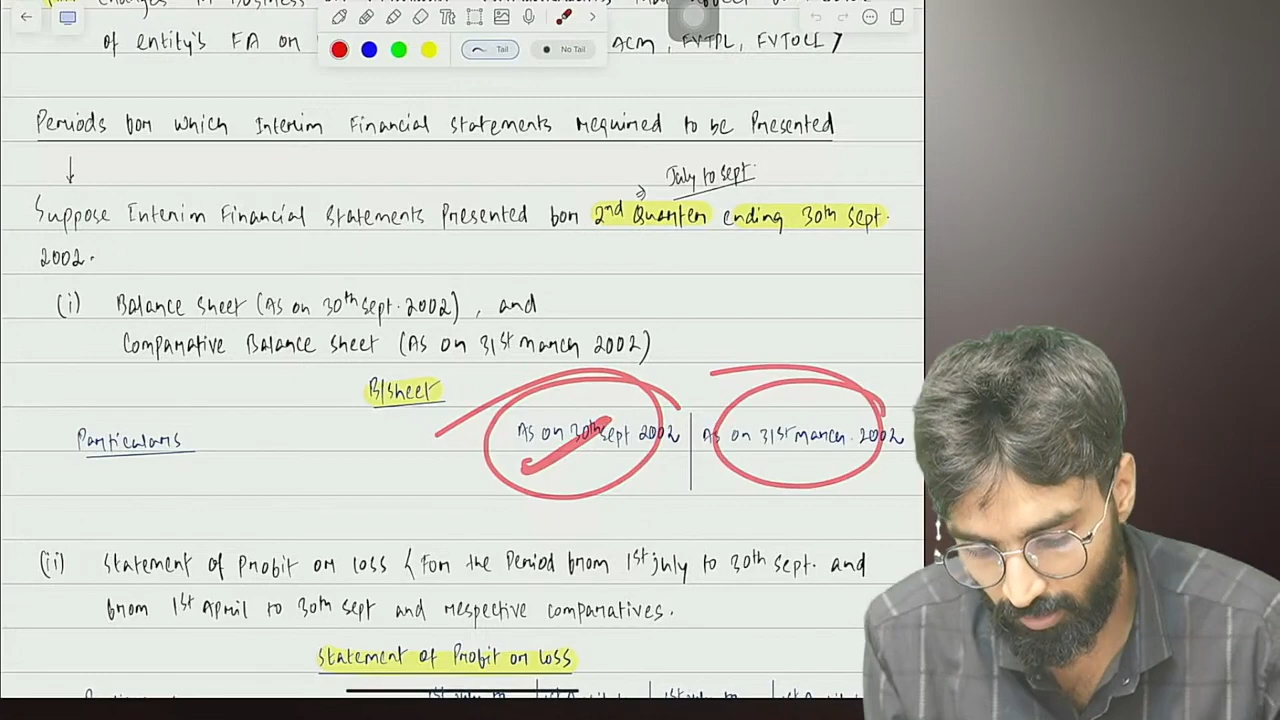 changes in Business
Tail
No Tail
of entity's FA on
ACM, FVTPL, FVTOCI)
Periods for which Interim Financial Statements required to be Presented
July to Sept.
Suppose Interim Financial Statements Presented for 2nd Quarter ending 30th Sept.
2002.
(i) Balance Sheet (As on 30th Sept. 2002), and
Comparative Balance Sheet (As on 31st March 2002)
B/Sheet
Particulars As on 30th Sept 2002 As on 31st March. 2002
(ii) Statement of Profit or loss { For the Period from 1st July to 30th Sept. and
from 1st April to 30th Sept and respective comparatives.
Statement of Profit or loss